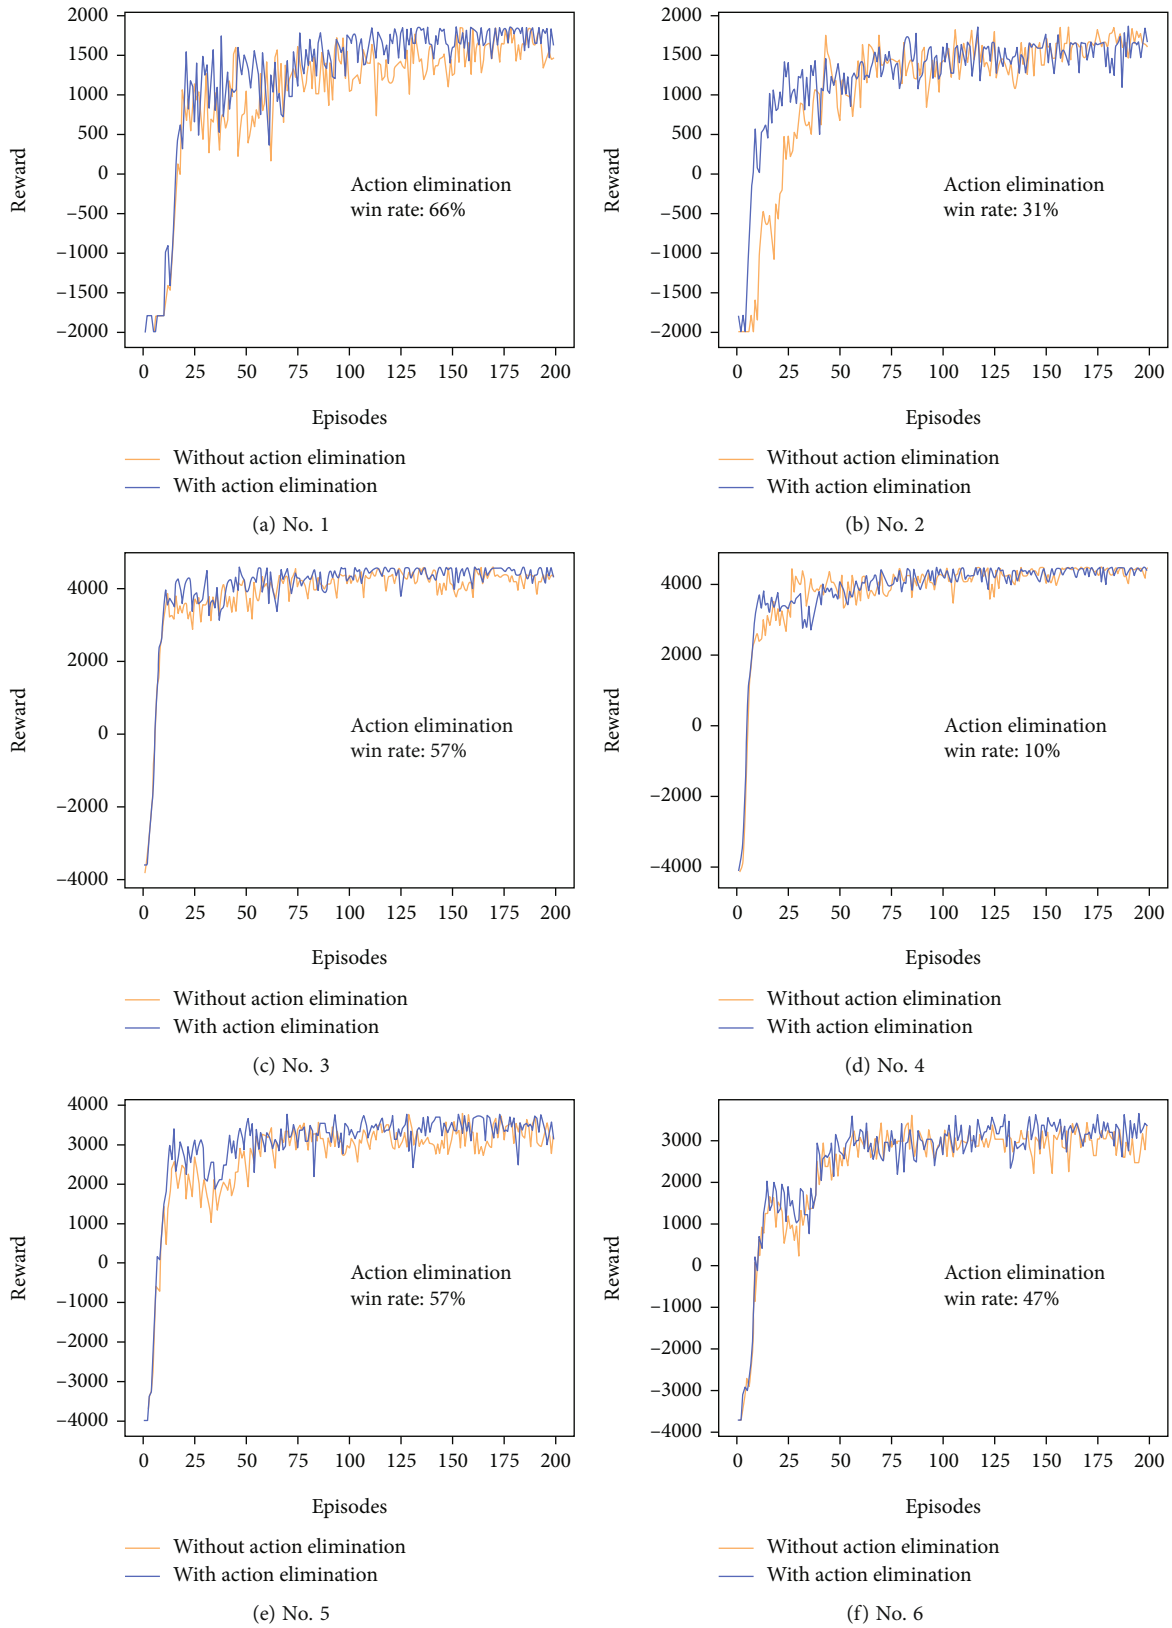 2000
1500
1000
500
0
−500
−1000
−1500
−2000
Reward
Action elimination
win rate: 66%
0 25 50 75 100 125 150 175 200
Episodes
Without action elimination
With action elimination
(a) No. 1
2000
1500
1000
500
0
−500
−1000
−1500
−2000
Reward
Action elimination
win rate: 31%
0 25 50 75 100 125 150 175 200
Episodes
Without action elimination
With action elimination
(b) No. 2
4000
2000
0
−2000
−4000
Reward
Action elimination
win rate: 57%
0 25 50 75 100 125 150 175 200
Episodes
Without action elimination
With action elimination
(c) No. 3
4000
2000
0
−2000
−4000
Reward
Action elimination
win rate: 10%
0 25 50 75 100 125 150 175 200
Episodes
Without action elimination
With action elimination
(d) No. 4
4000
3000
2000
1000
0
−1000
−2000
−3000
−4000
Reward
Action elimination
win rate: 57%
0 25 50 75 100 125 150 175 200
Episodes
Without action elimination
With action elimination
(e) No. 5
3000
2000
1000
0
−1000
−2000
−3000
−4000
Reward
Action elimination
win rate: 47%
0 25 50 75 100 125 150 175 200
Episodes
Without action elimination
With action elimination
(f) No. 6